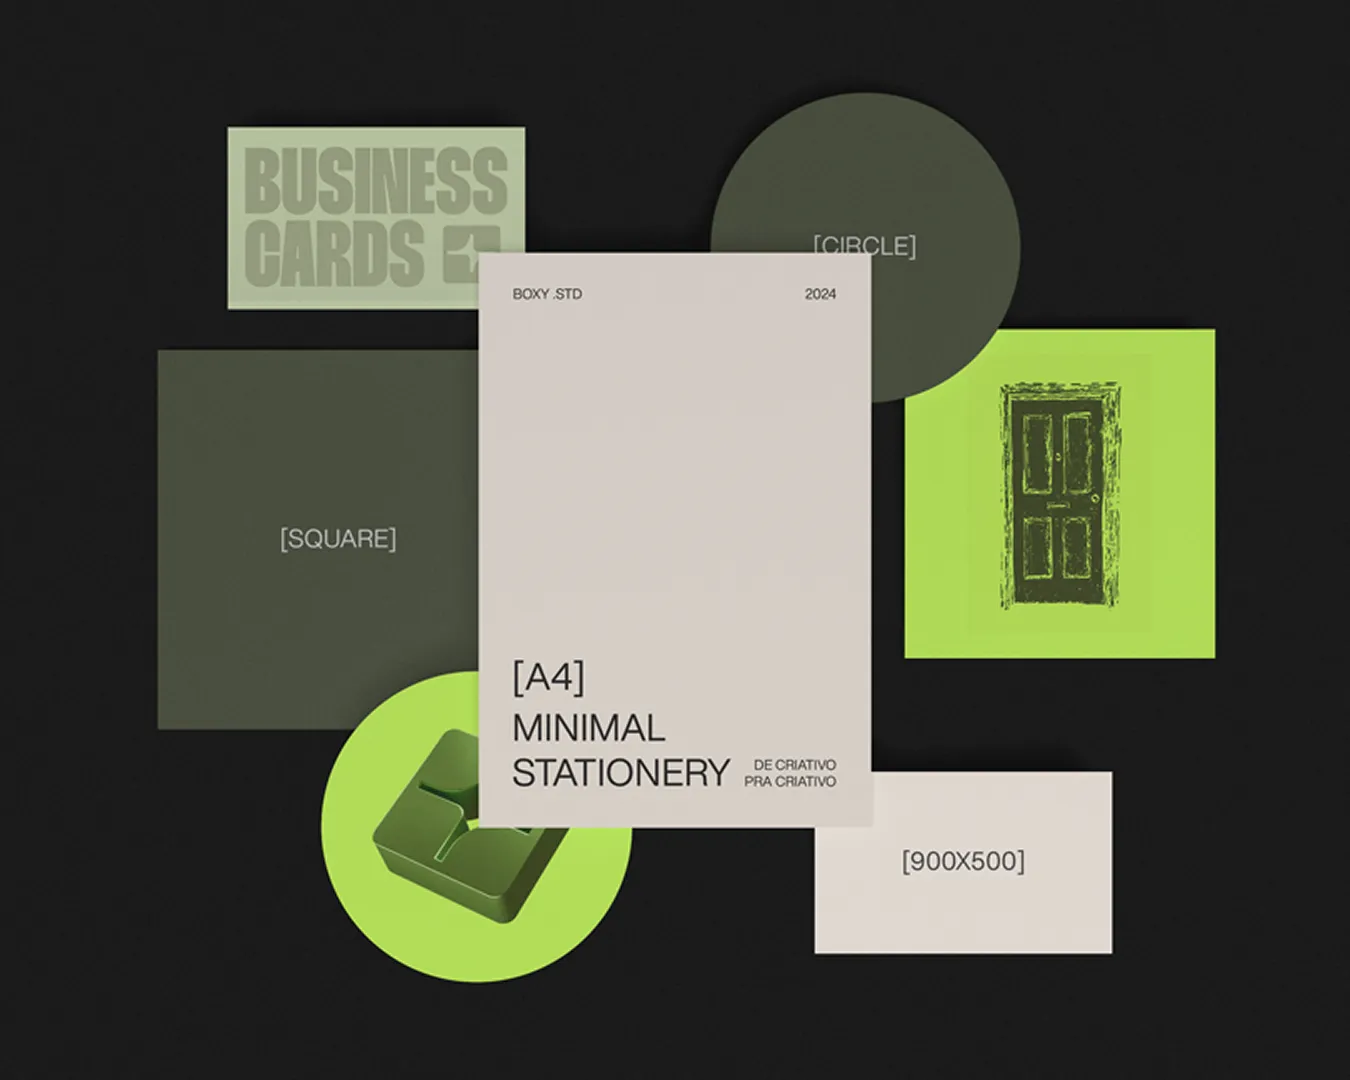 BUSINESS
CARDS
[CIRCLE]
BOXY .STD
2024
[SQUARE]
[A4]
MINIMAL
STATIONERY
DE CRIATIVO
PRA CRIATIVO
[900X500]